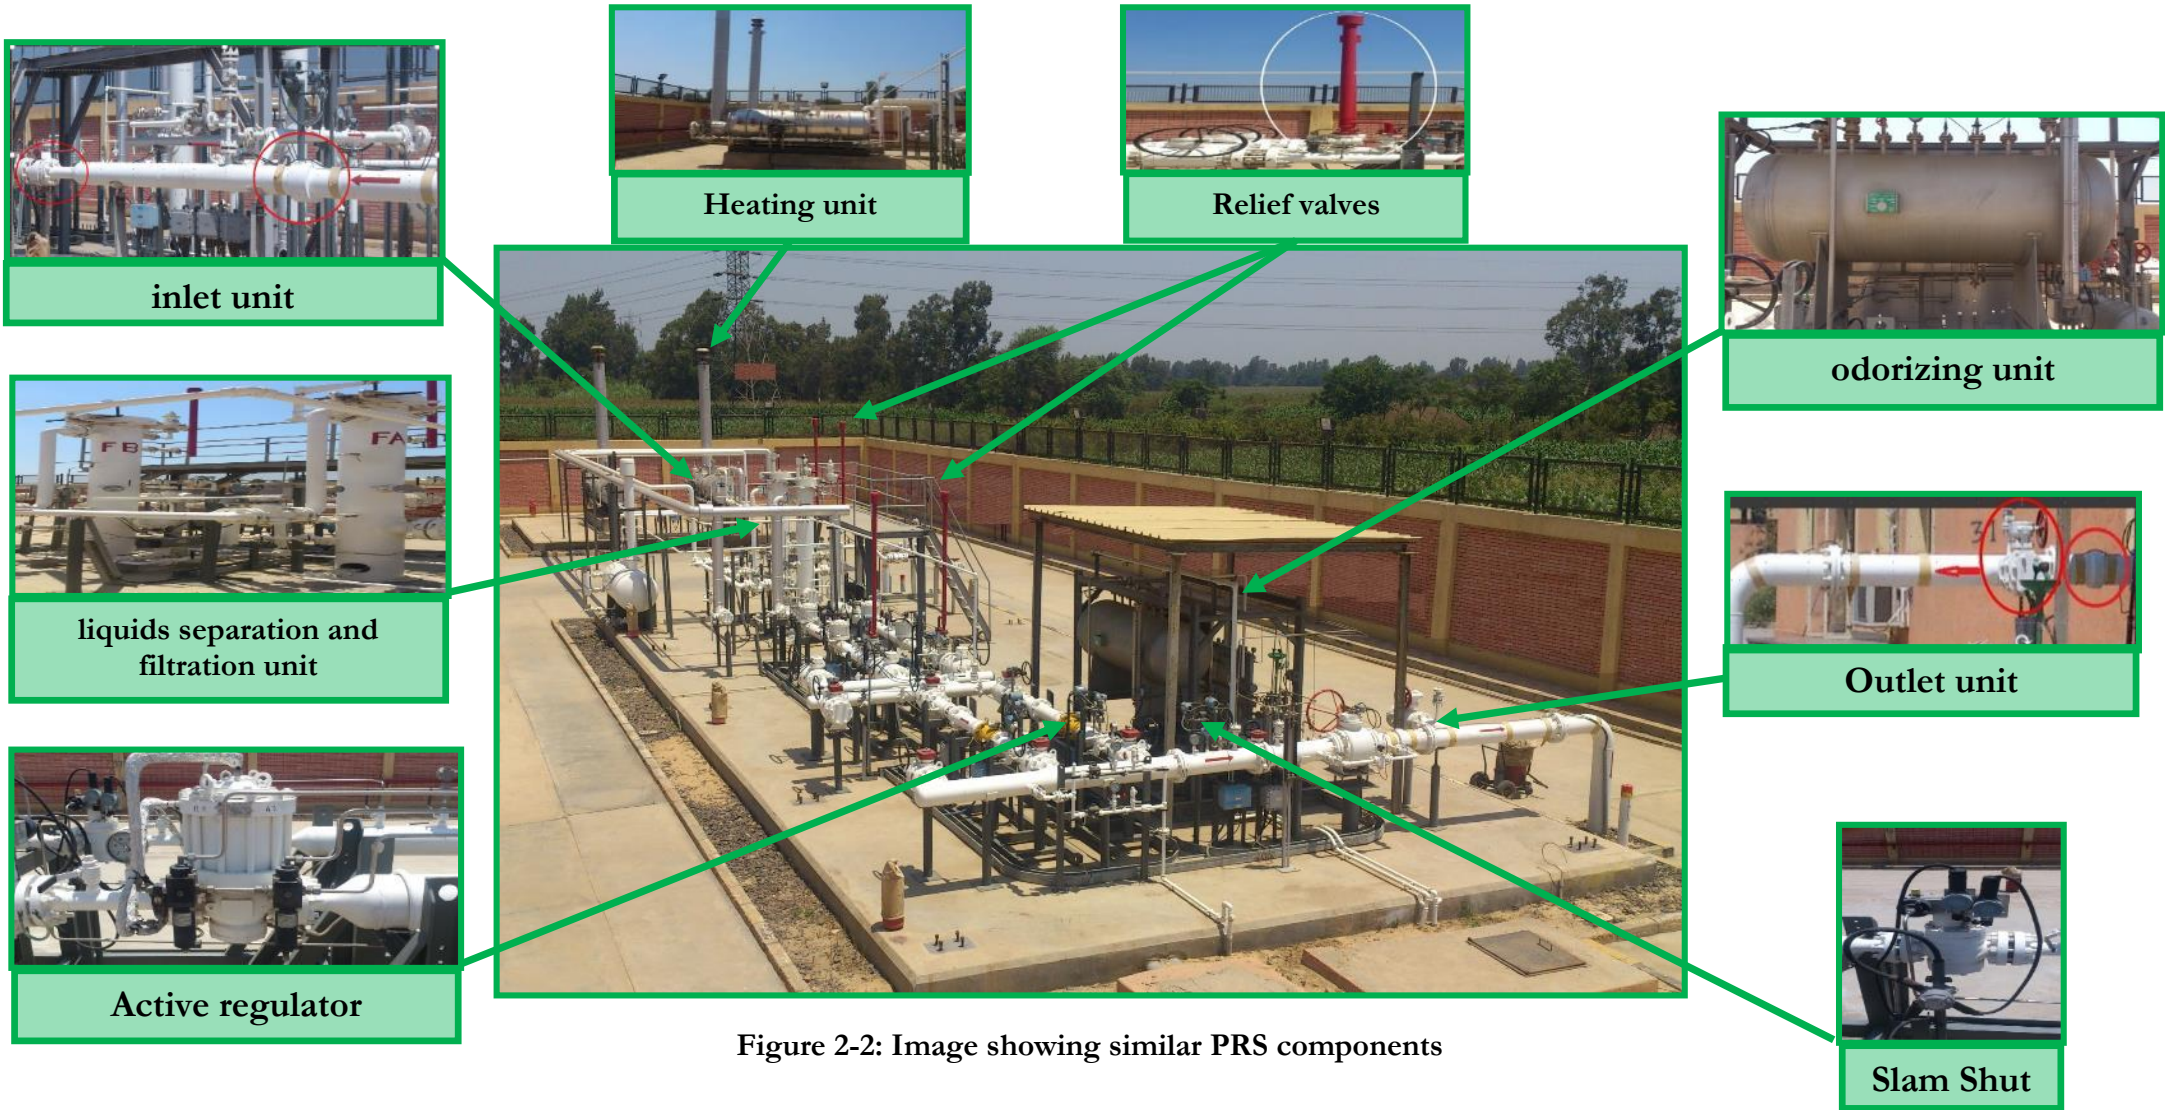 Heating unit
Relief valves
inlet unit
odorizing unit
FB
FA
liquids separation and
filtration unit
31
Outlet unit
Active regulator
Slam Shut
Figure 2-2: Image showing similar PRS components